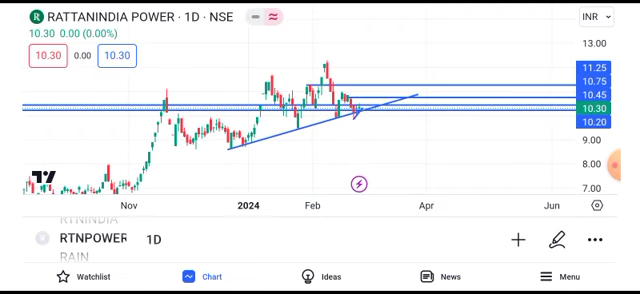 R RATTANINDIA POWER · 1D · NSE
INR
10.30 0.00 (0.00%)
10.30 0.00 10.30
13.00
11.25
10.75
10.45
10.30
10.20
9.00
8.00
7.00
Nov 2024 Feb Apr Jun
RTNINDIA
R RTNPOWER 1D
RAIN
Watchlist Chart Ideas News Menu